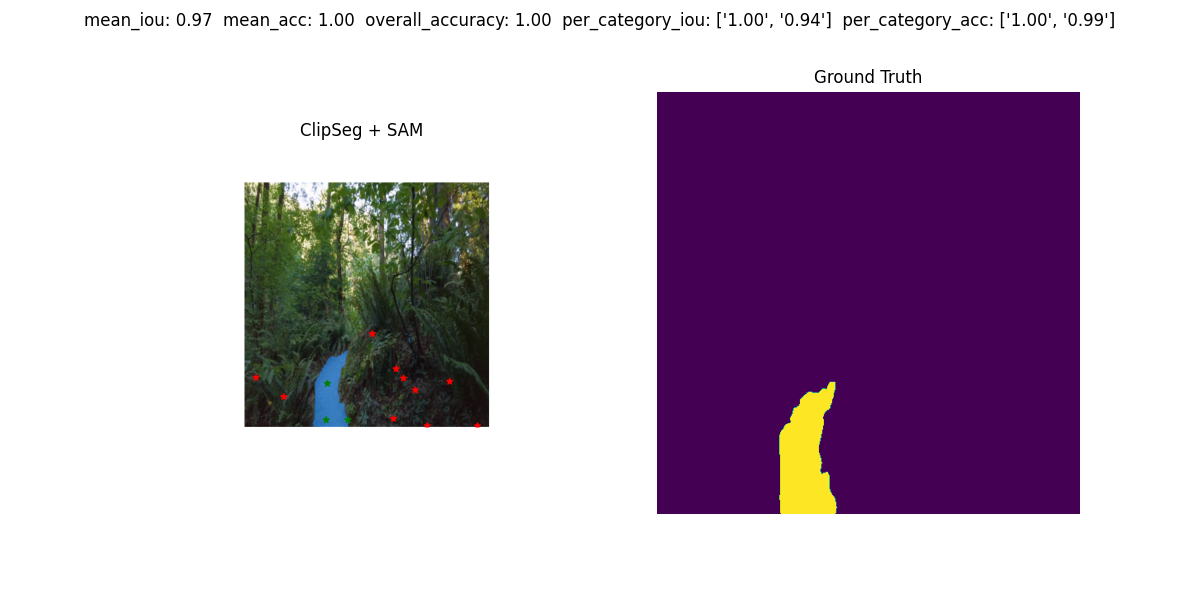 mean_iou: 0.97  mean_acc: 1.00  overall_accuracy: 1.00  per_category_iou: ['1.00', '0.94']  per_category_acc: ['1.00', '0.99']
Ground Truth
ClipSeg + SAM